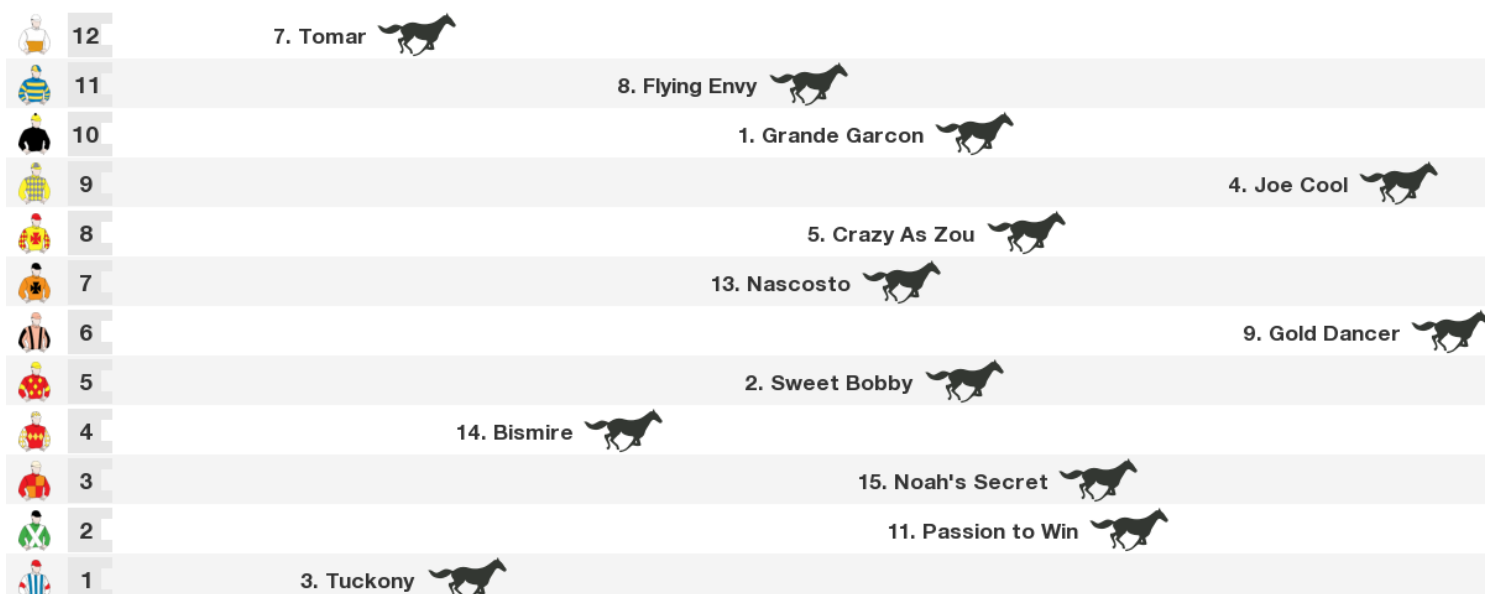 12 7. Tomar
11 8. Flying Envy
10 1. Grande Garcon
9 4. Joe Cool
8 5. Crazy As Zou
7 13. Nascosto
6 9. Gold Dancer
5 2. Sweet Bobby
4 14. Bismire
3 15. Noah's Secret
2 11. Passion to Win
1 3. Tuckony